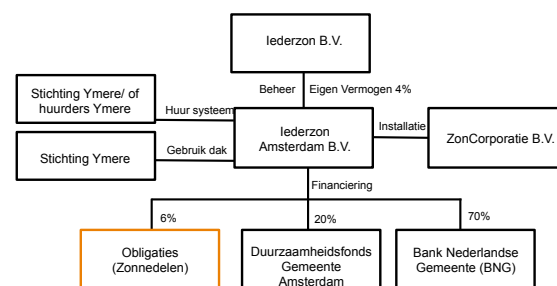 Iederzon B.V.
Beheer
Eigen Vermogen 4%
Stichting Ymere/ of
huurders Ymere
Huur systeem
Iederzon
Amsterdam B.V.
Installatie
ZonCorporatie B.V.
Stichting Ymere
Gebruik dak
Financiering
6%
20%
70%
Obligaties
(Zonnedelen)
Duurzaamheidsfonds
Gemeente
Amsterdam
Bank Nederlandse
Gemeente (BNG)